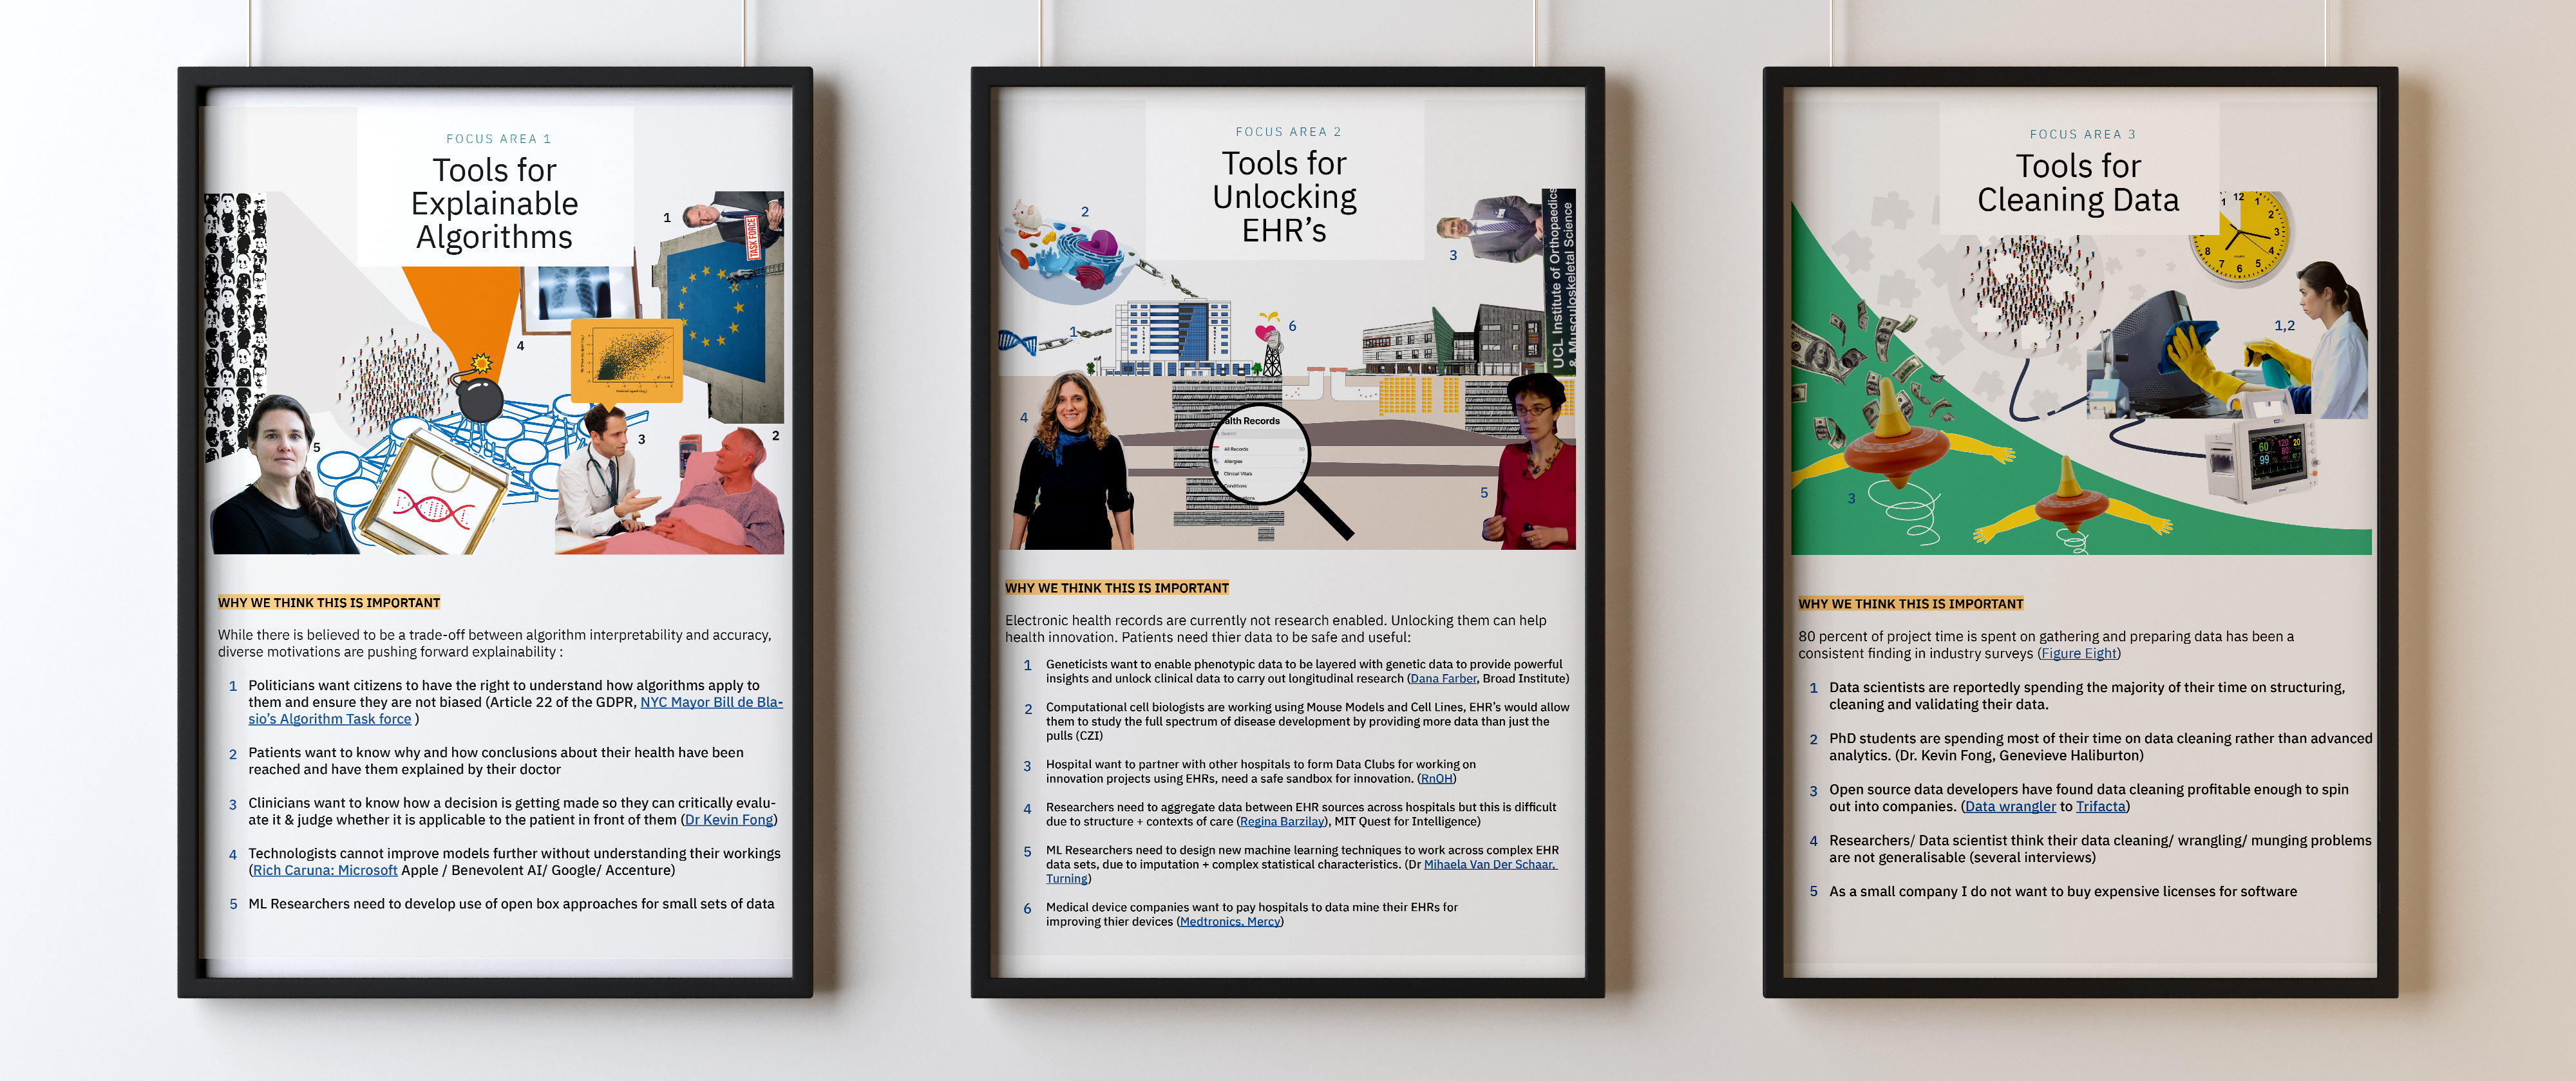 FOCUS AREA 1
Tools for
Explainable
Algorithms
1
TASK FORCE
4
3
2
5
WHY WE THINK THIS IS IMPORTANT
While there is believed to be a trade-off between algorithm interpretability and accuracy,
diverse motivations are pushing forward explainability :
1 Politicians want citizens to have the right to understand how algorithms apply to
them and ensure they are not biased (Article 22 of the GDPR, NYC Mayor Bill de Bla-
sio's Algorithm Task force )
2 Patients want to know why and how conclusions about their health have been
reached and have them explained by their doctor
3 Clinicians want to know how a decision is getting made so they can critically evalu-
ate it & judge whether it is applicable to the patient in front of them (Dr Kevin Fong)
4 Technologists cannot improve models further without understanding their workings
(Rich Caruna: Microsoft Apple / Benevolent AI/ Google/ Accenture)
5 ML Researchers need to develop use of open box approaches for small sets of data
FOCUS AREA 2
Tools for
Unlocking
EHR's
2
3
UCL Institute of Orthopaedics
& Musculoskeletal Science
1
6
4
alth Records
Search
All Records
Allergies
Clinical Vitals
Conditions
5
WHY WE THINK THIS IS IMPORTANT
Electronic health records are currently not research enabled. Unlocking them can help
health innovation. Patients need thier data to be safe and useful:
1 Geneticists want to enable phenotypic data to be layered with genetic data to provide powerful
insights and unlock clinical data to carry out longitudinal research (Dana Farber, Broad Institute)
2 Computational cell biologists are working using Mouse Models and Cell Lines, EHR's would allow
them to study the full spectrum of disease development by providing more data than just the
pulls (CZI)
3 Hospital want to partner with other hospitals to form Data Clubs for working on
innovation projects using EHRs, need a safe sandbox for innovation. (RnOH)
4 Researchers need to aggregate data between EHR sources across hospitals but this is difficult
due to structure + contexts of care (Regina Barzilay), MIT Quest for Intelligence)
5 ML Researchers need to design new machine learning techniques to work across complex EHR
data sets, due to imputation + complex statistical characteristics. (Dr Mihaela Van Der Schaar,
Turning)
6 Medical device companies want to pay hospitals to data mine their EHRs for
improving thier devices (Medtronics, Mercy)
FOCUS AREA 3
Tools for
Cleaning Data
1 12 1
2
3
4
5
6
7
8
1,2
60 120 20
99
3
WHY WE THINK THIS IS IMPORTANT
80 percent of project time is spent on gathering and preparing data has been a
consistent finding in industry surveys (Figure Eight)
1 Data scientists are reportedly spending the majority of their time on structuring,
cleaning and validating their data.
2 PhD students are spending most of their time on data cleaning rather than advanced
analytics. (Dr. Kevin Fong, Genevieve Haliburton)
3 Open source data developers have found data cleaning profitable enough to spin
out into companies. (Data wrangler to Trifacta)
4 Researchers/ Data scientist think their data cleaning/ wrangling/ munging problems
are not generalisable (several interviews)
5 As a small company I do not want to buy expensive licenses for software